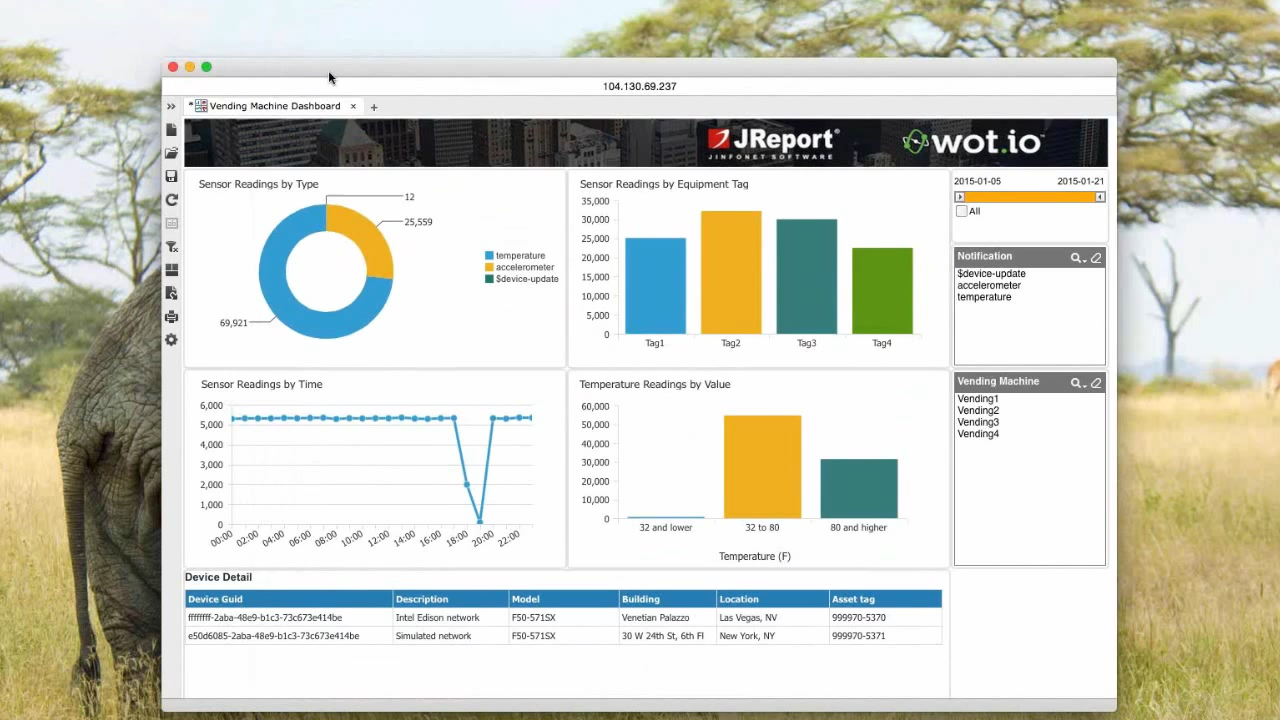 104.130.69.237
* Vending Machine Dashboard × +
JReport
JINFONET SOFTWARE
wot.io
Sensor Readings by Type
12
25,559
69,921
temperature
accelerometer
$device-update
Sensor Readings by Equipment Tag
35,000
30,000
25,000
20,000
15,000
10,000
5,000
0
Tag1 Tag2 Tag3 Tag4
2015-01-05 2015-01-21
All
Notification
$device-update
accelerometer
temperature
Sensor Readings by Time
6,000
5,000
4,000
3,000
2,000
1,000
0
00:00 02:00 04:00 06:00 08:00 10:00 12:00 14:00 16:00 18:00 20:00 22:00
Temperature Readings by Value
60,000
50,000
40,000
30,000
20,000
10,000
0
32 and lower 32 to 80 80 and higher
Temperature (F)
Vending Machine
Vending1
Vending2
Vending3
Vending4
Device Detail
Device Guid Description Model Building Location Asset tag
ffffffff-2aba-48e9-b1c3-73c673e414be Intel Edison network F50-571SX Venetian Palazzo Las Vegas, NV 999970-5370
e50d6085-2aba-48e9-b1c3-73c673e414be Simulated network F50-571SX 30 W 24th St, 6th Fl New York, NY 999970-5371